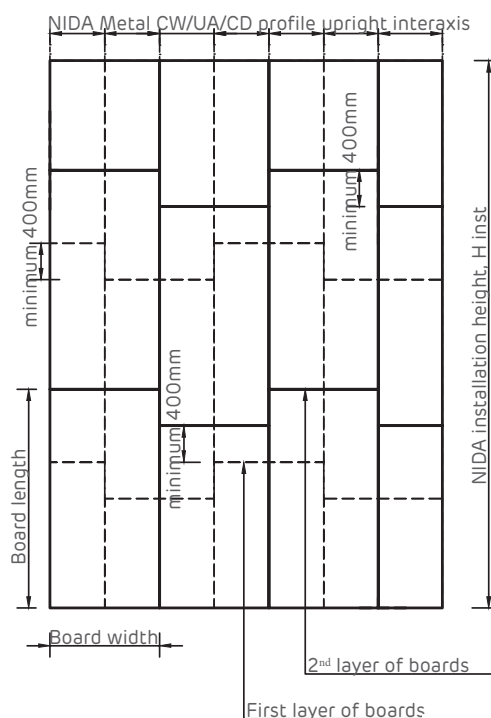 NIDA Metal CW/UA/CD profile upright interaxis
minimum 400mm
minimum 400mm
minimum 400mm
NIDA installation height, H inst
Board length
Board width
2nd layer of boards
First layer of boards